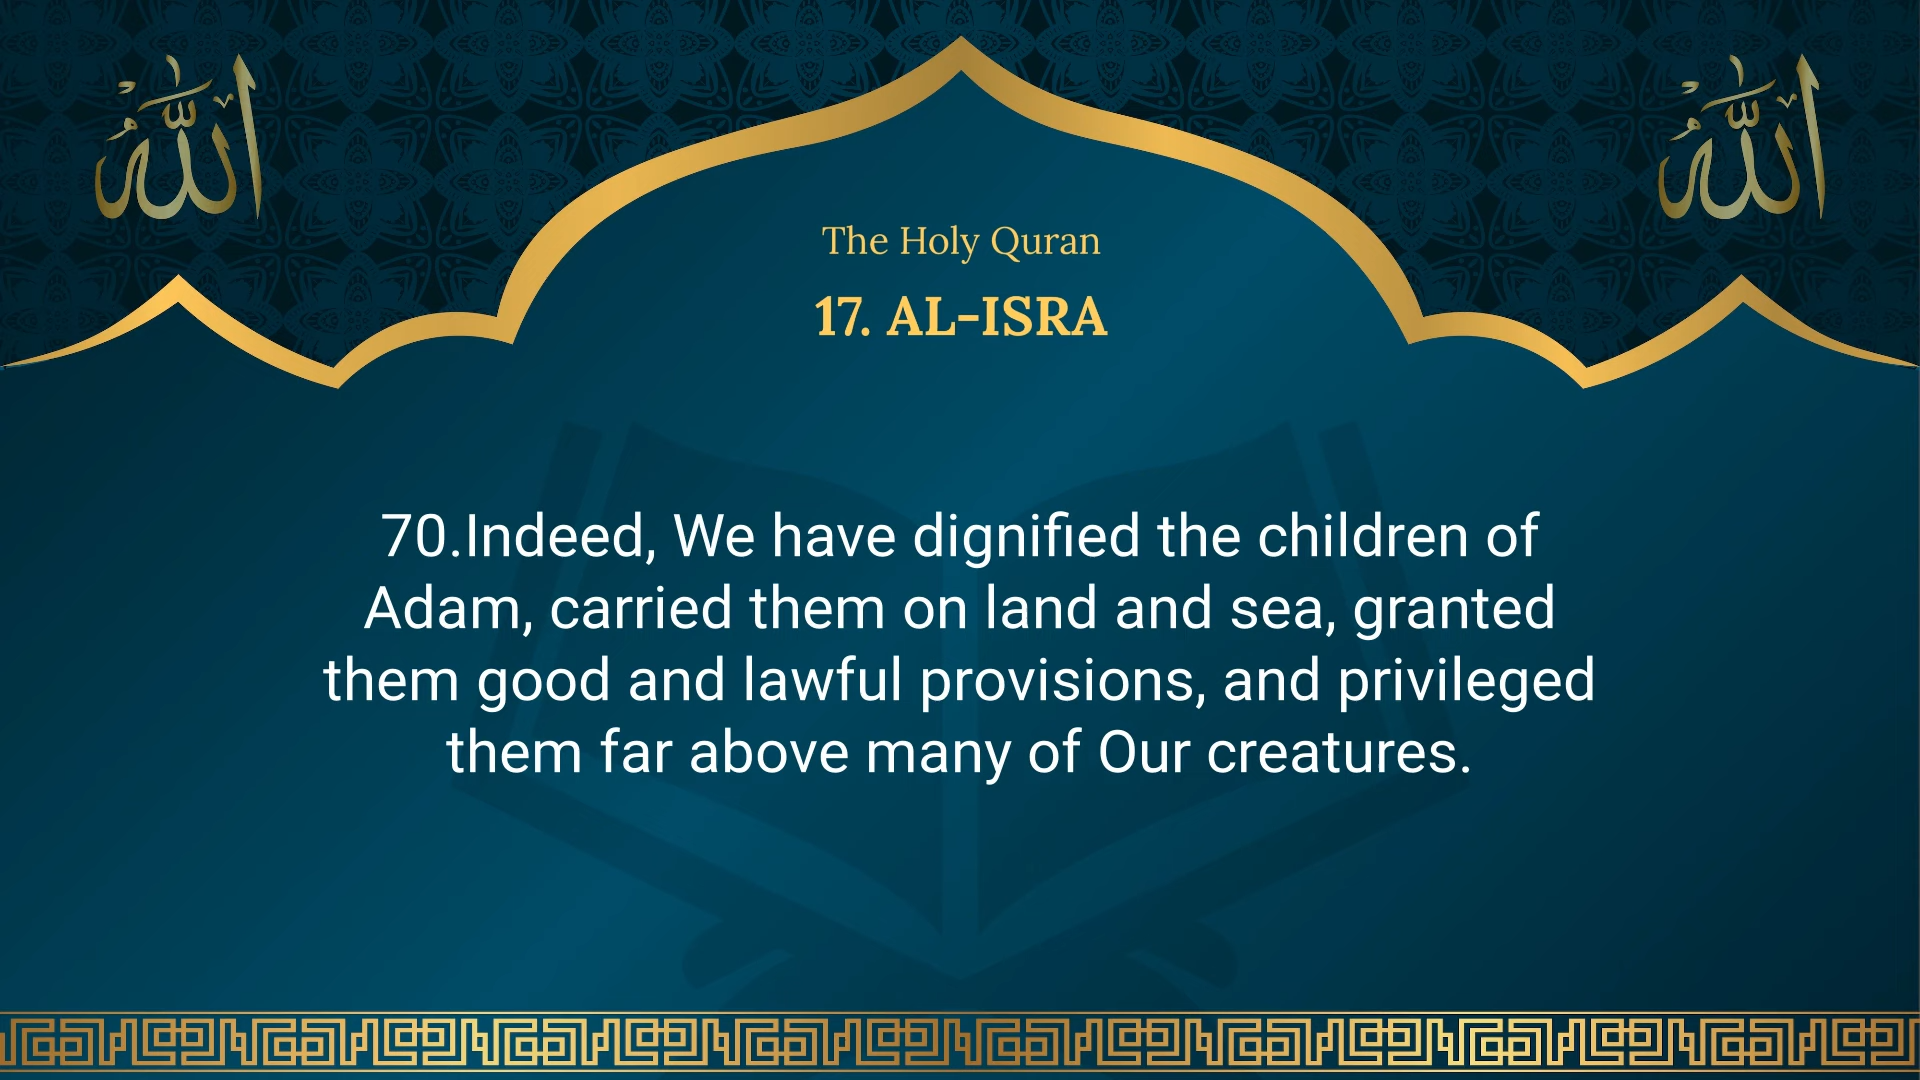 الله
الله
The Holy Quran
17. AL-ISRA
70.Indeed, We have dignified the children of
Adam, carried them on land and sea, granted
them good and lawful provisions, and privileged
them far above many of Our creatures.